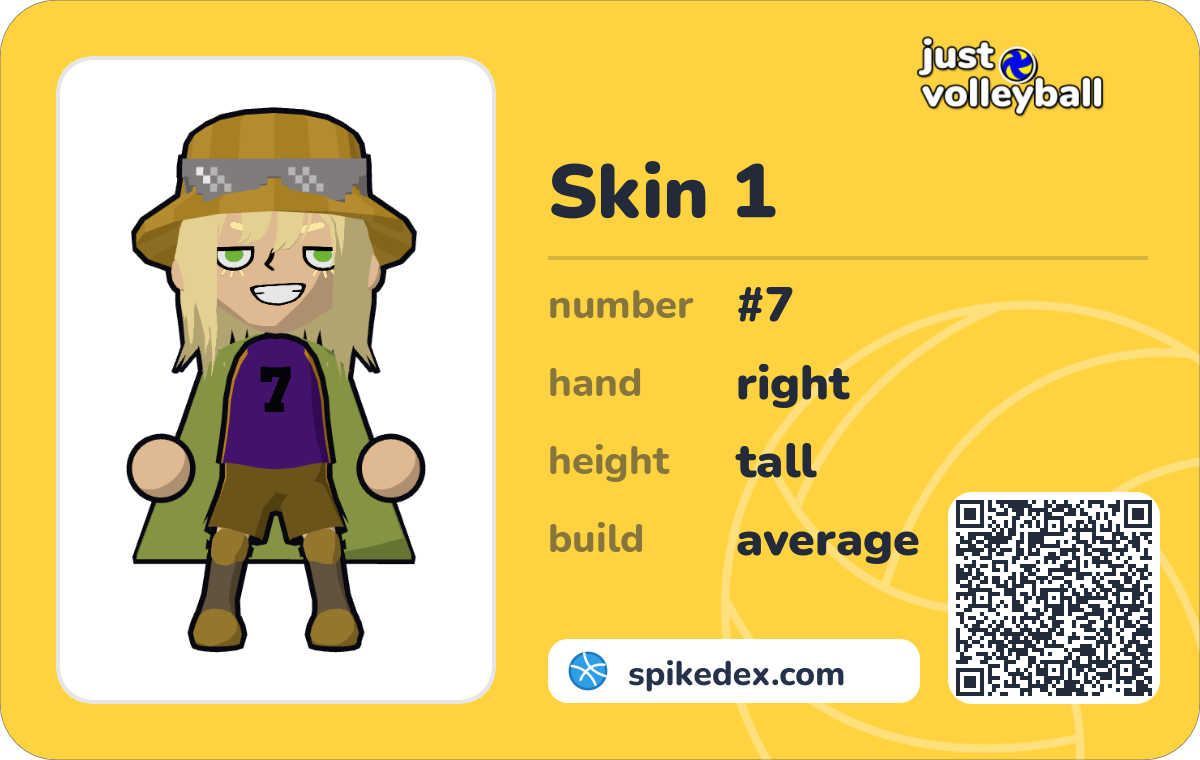 just
volleyball
Skin 1
number #7
hand right
height tall
build average
7
spikedex.com